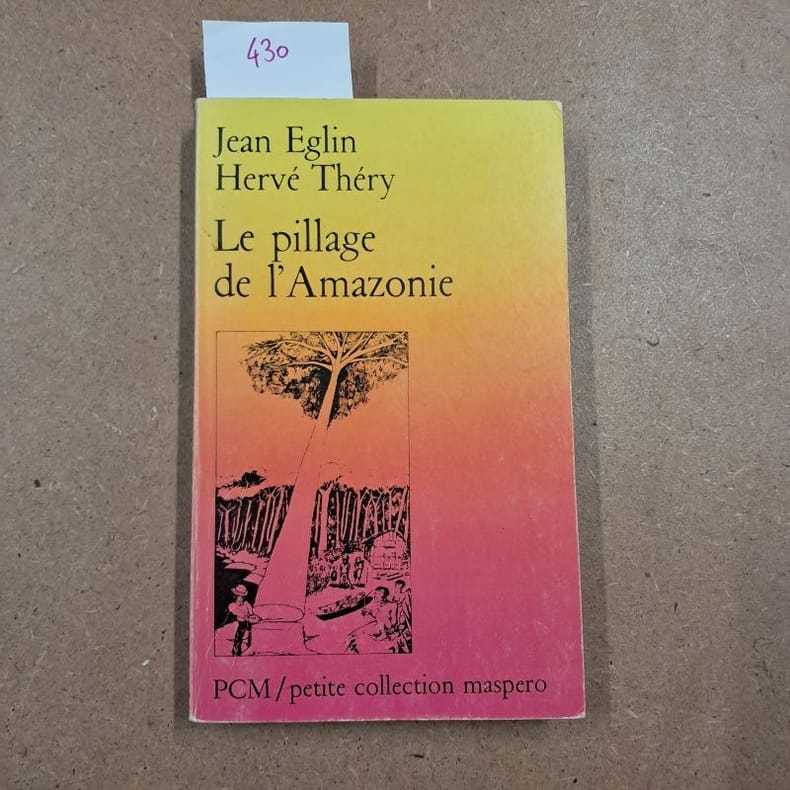 430
Jean Eglin
Hervé Théry
Le pillage
de l'Amazonie
PCM/petite collection maspero